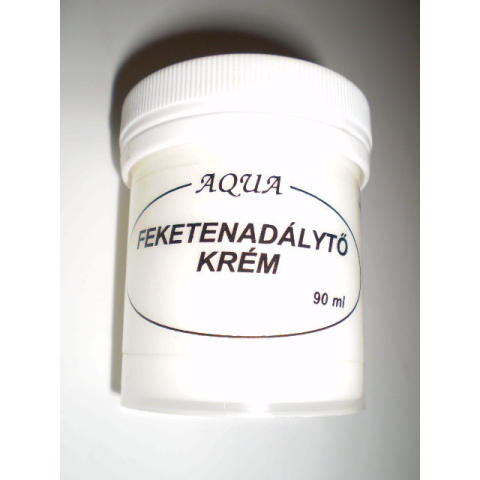 AQUA
FEKETENADÁLYTŐ
KRÉM
90 ml